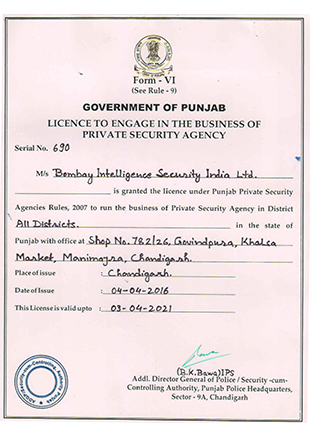 Form - VI
(See Rule - 9)
GOVERNMENT OF PUNJAB
LICENCE TO ENGAGE IN THE BUSINESS OF
PRIVATE SECURITY AGENCY
Serial No. 690
M/s Bombay Intelligence Security India Ltd.
is granted the licence under Punjab Private Security
Agencies Rules, 2007 to run the business of Private Security Agency in District
All Districts. in the state of
Punjab with office at Shop No. 782/26, Govindpura, Khalsa
Market, Manimajra, Chandigarh.
Place of issue : Chandigarh.
Date of Issue : 04-04-2016
This License is valid upto : 03-04-2021
(B.K.Bawa)IPS
Addl. Director General of Police / Security -cum-
Controlling Authority, Punjab Police Headquarters,
Sector - 9A, Chandigarh